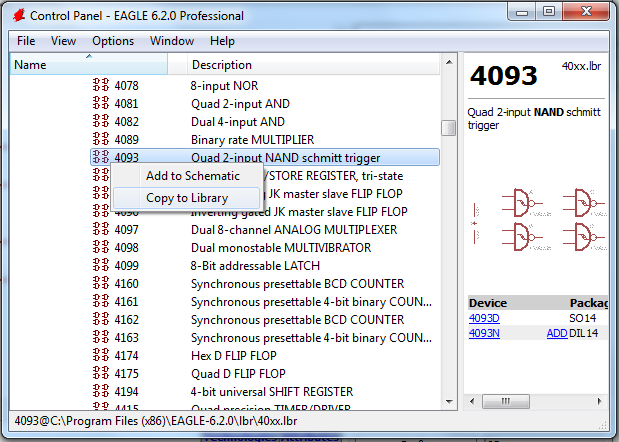 Control Panel - EAGLE 6.2.0 Professional
File View Options Window Help
Name Description
4078 8-input NOR
4081 Quad 2-input AND
4082 Dual 4-input AND
4089 Binary rate MULTIPLIER
4093 Quad 2-input NAND schmitt trigger
Add to Schematic /STORE REGISTER, tri-state
Copy to Library JK master slave FLIP FLOP
4096 Inverting gated JK master slave FLIP FLOP
4097 Dual 8-channel ANALOG MULTIPLEXER
4098 Dual monostable MULTIVIBRATOR
4099 8-Bit addressable LATCH
4160 Synchronous presettable BCD COUNTER
4161 Synchronous presettable 4-bit binary COUN...
4162 Synchronous presettable BCD COUNTER
4163 Synchronous presettable 4-bit binary COUN...
4174 Hex D FLIP FLOP
4175 Quad D FLIP FLOP
4194 4-bit universal SHIFT REGISTER
4415 Quad precision TIMER/DRIVER
4093 40xx.lbr
Quad 2-input NAND schmitt
trigger
Device Packag
4093D SO14
4093N ADD DIL14
4093@C:\Program Files (x86)\EAGLE-6.2.0\lbr\40xx.lbr